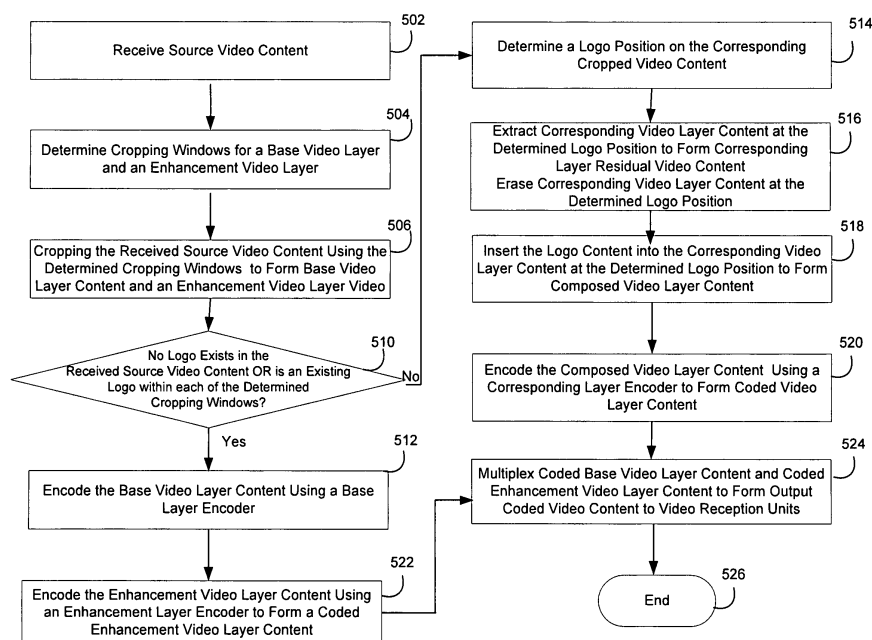 502
Receive Source Video Content
504
Determine Cropping Windows for a Base Video Layer
and an Enhancement Video Layer
506
Cropping the Received Source Video Content Using the
Determined Cropping Windows to Form Base Video
Layer Content and an Enhancement Video Layer Video
510
No Logo Exists in the
Received Source Video Content OR is an Existing
Logo within each of the Determined
Cropping Windows?
No
Yes
512
Encode the Base Video Layer Content Using a Base
Layer Encoder
522
Encode the Enhancement Video Layer Content Using
an Enhancement Layer Encoder to Form a Coded
Enhancement Video Layer Content
514
Determine a Logo Position on the Corresponding
Cropped Video Content
516
Extract Corresponding Video Layer Content at the
Determined Logo Position to Form Corresponding
Layer Residual Video Content
Erase Corresponding Video Layer Content at the
Determined Logo Position
518
Insert the Logo Content into the Corresponding Video
Layer Content at the Determined Logo Position to Form
Composed Video Layer Content
520
Encode the Composed Video Layer Content Using a
Corresponding Layer Encoder to Form Coded Video
Layer Content
524
Multiplex Coded Base Video Layer Content and Coded
Enhancement Video Layer Content to Form Output
Coded Video Content to Video Reception Units
526
End